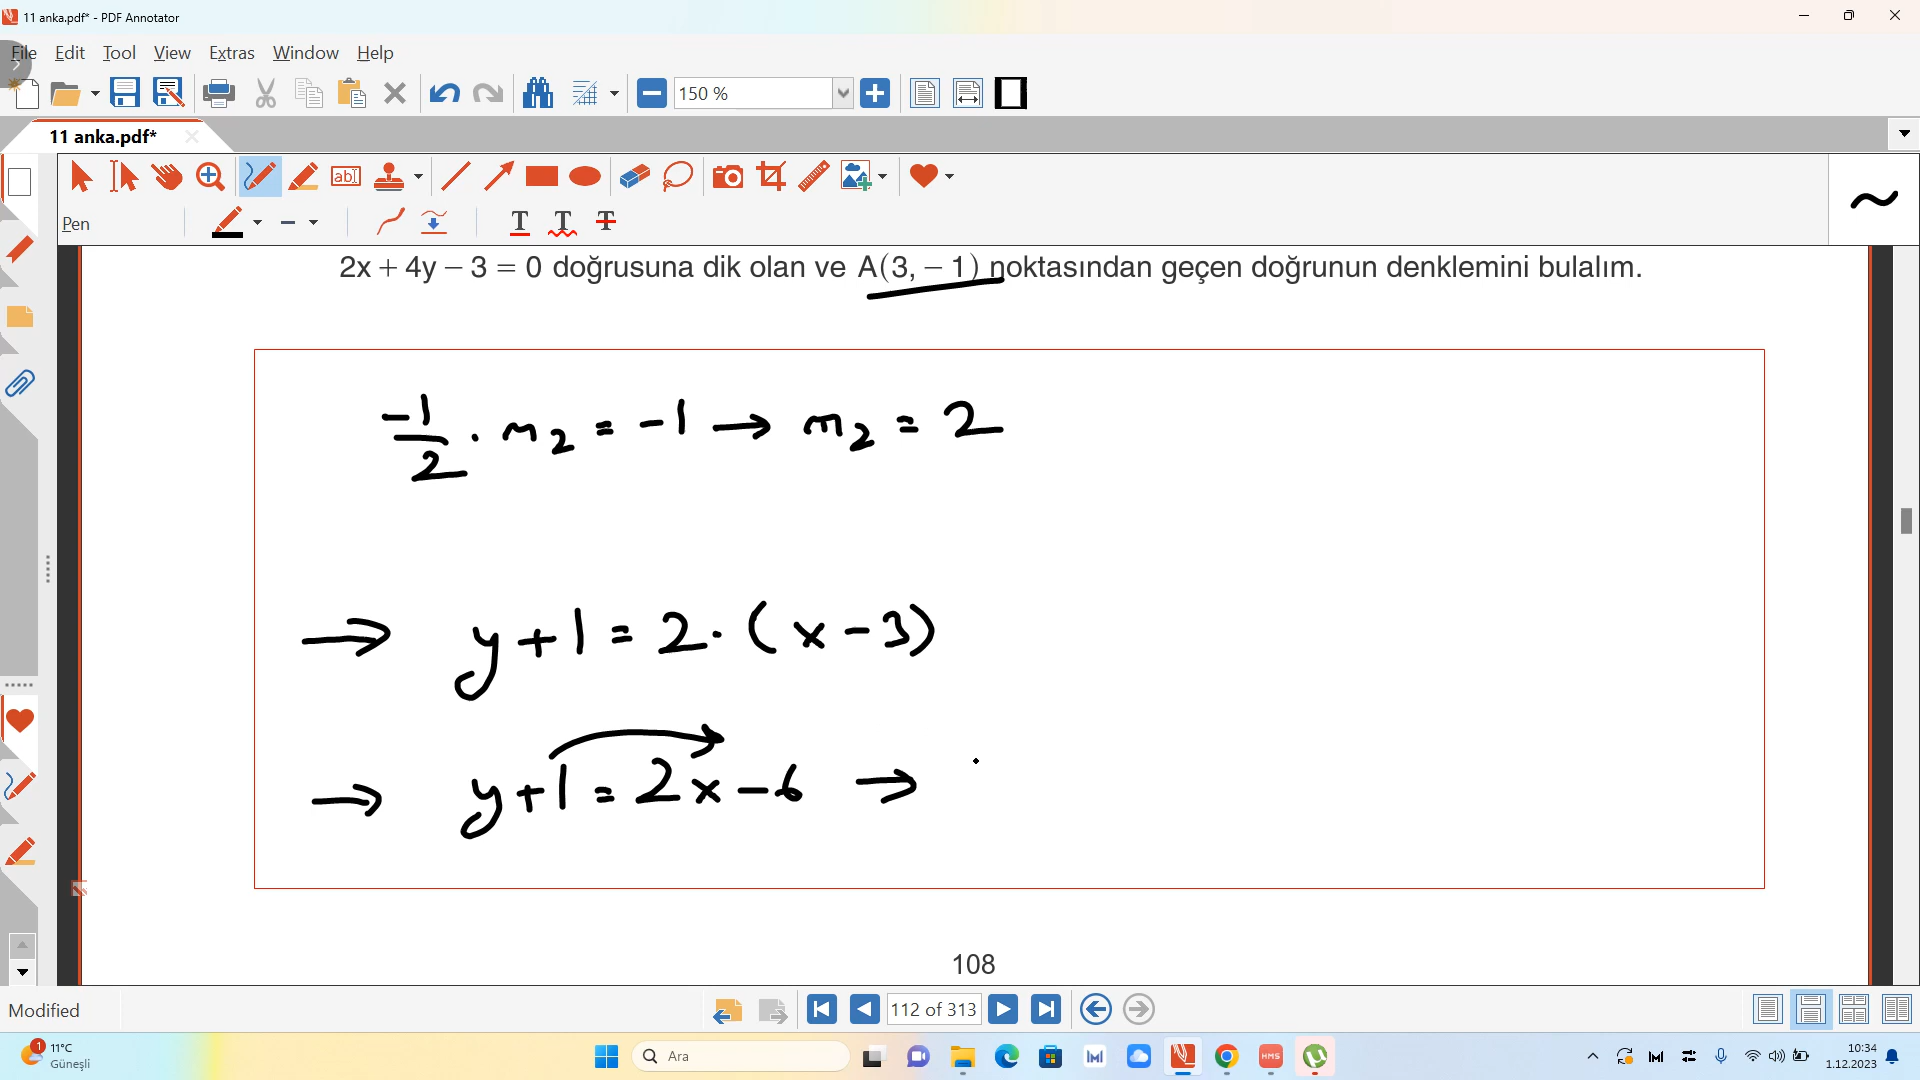 11 anka.pdf* - PDF Annotator
File Edit Tool View Extras Window Help
150 %
11 anka.pdf*
Pen
2x + 4y − 3 = 0 doğrusuna dik olan ve A(3, − 1) noktasından geçen doğrunun denklemini bulalım.
-1/2 · m2 = -1 → m2 = 2
⇒ y+1 = 2·(x-3)
⇒ y+1 = 2x-6 →
108
Modified
112 of 313
1
11°C
Güneşli
Ara
HMS
10:34
1.12.2023